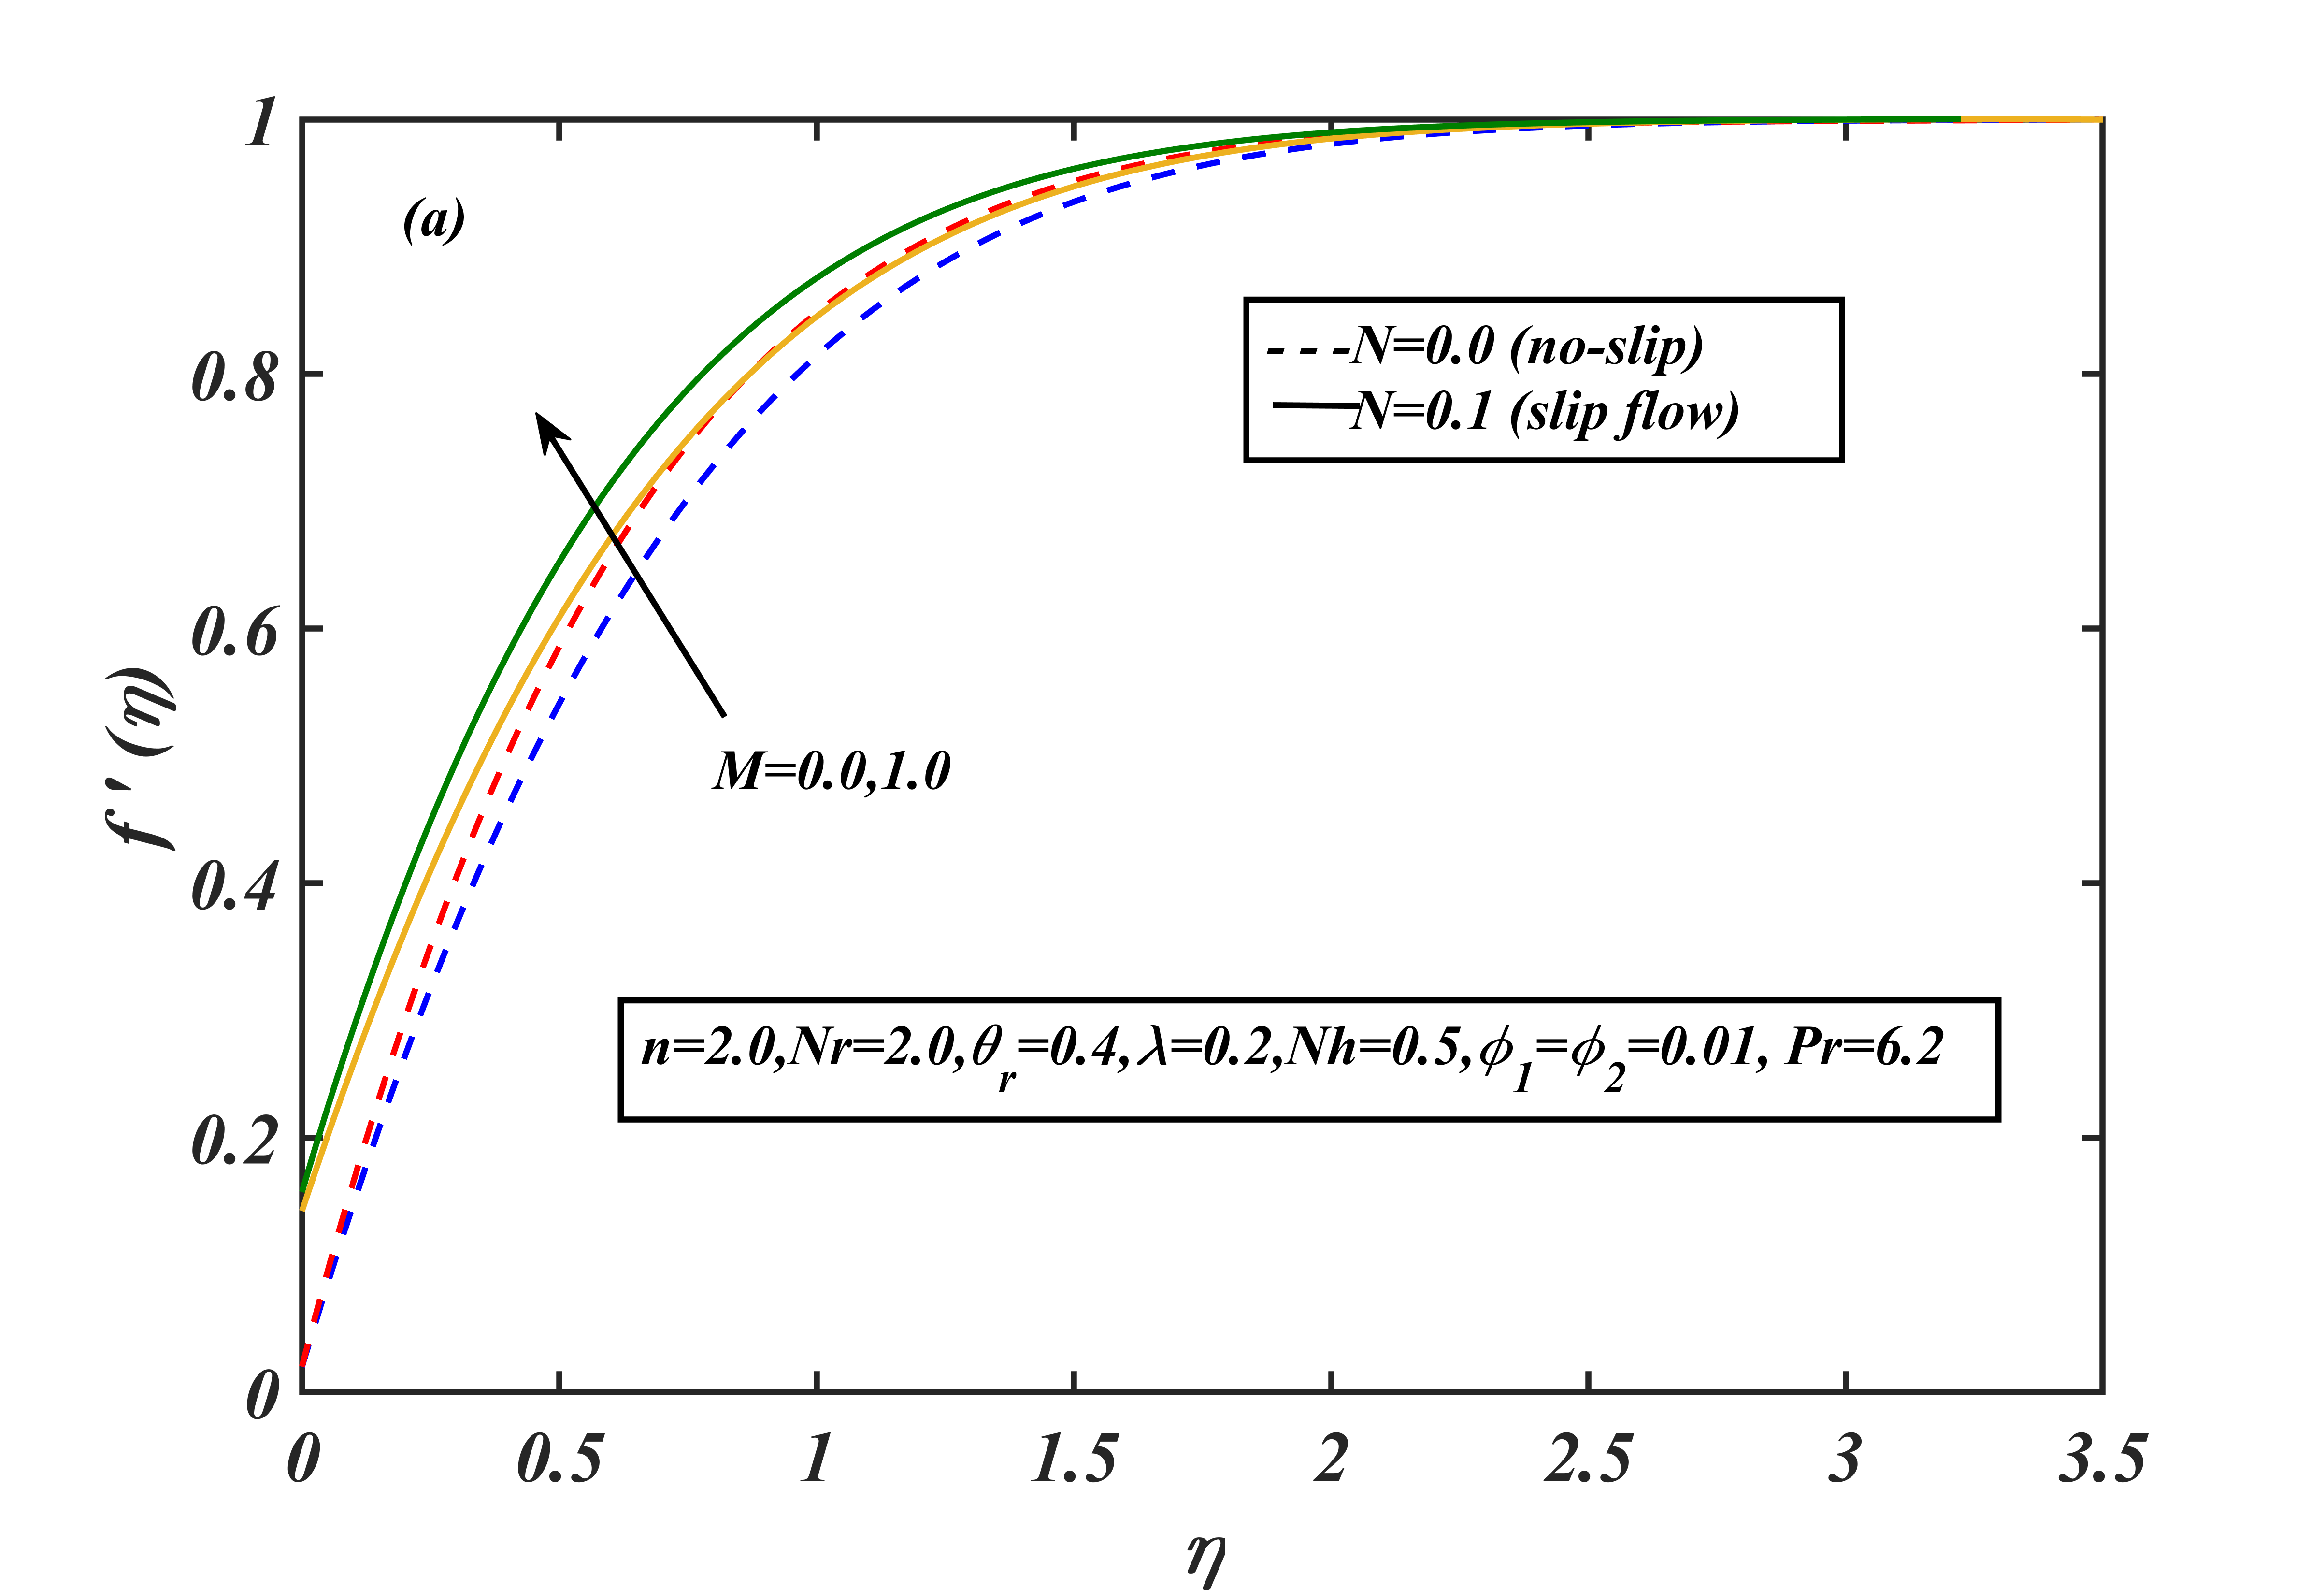 (a)
- - -N=0.0 (no-slip)
N=0.1 (slip flow)
M=0.0,1.0
n=2.0,Nr=2.0,θr=0.4,λ=0.2,Nh=0.5,ϕ1=ϕ2=0.01, Pr=6.2
f ′(η)
1
0.8
0.6
0.4
0.2
0
0 0.5 1 1.5 2 2.5 3 3.5
η